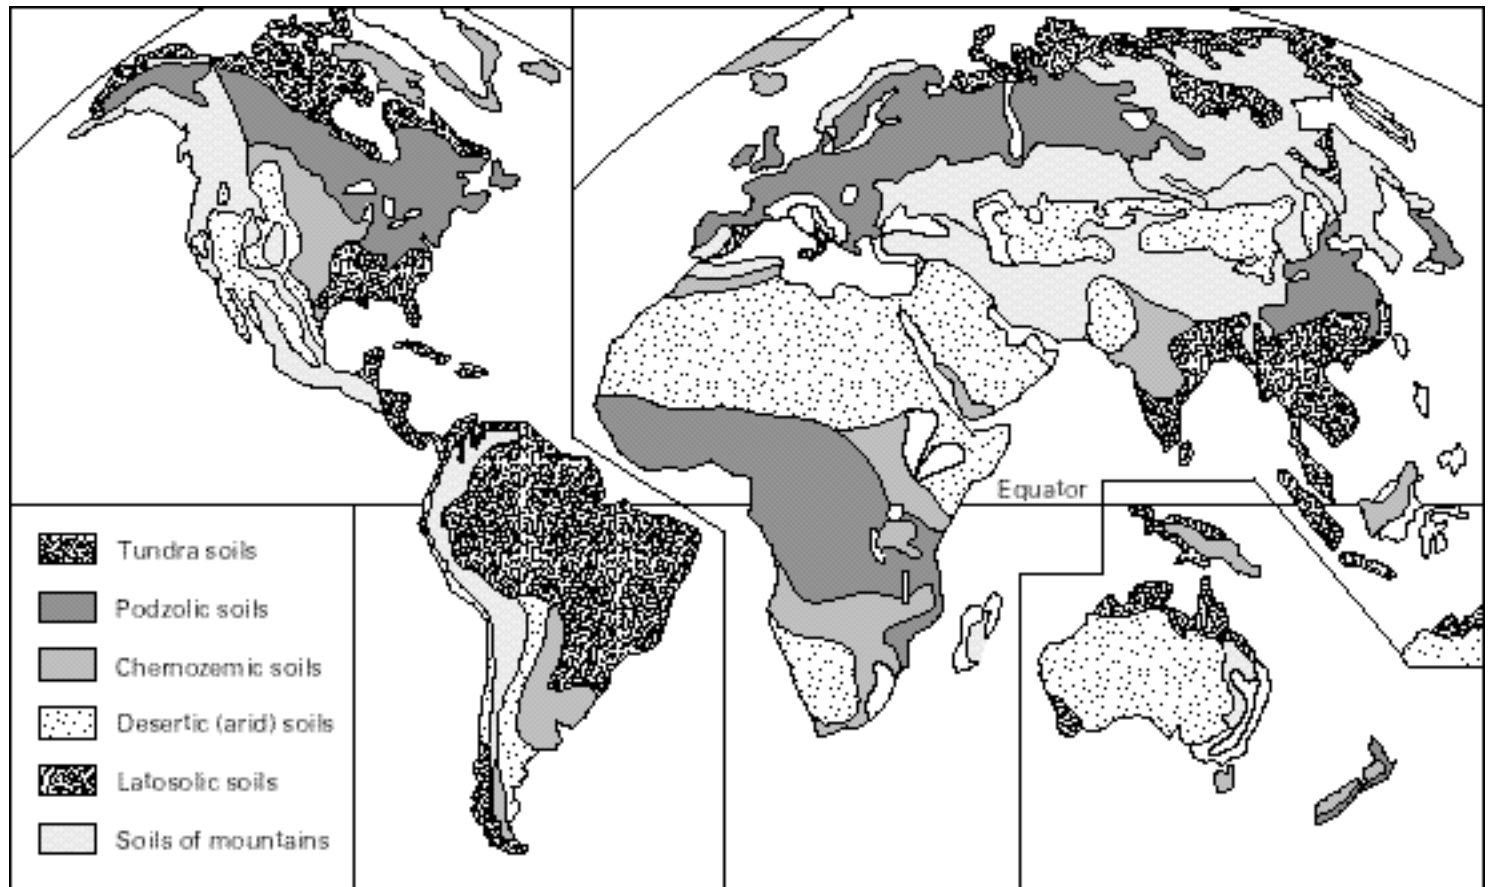 Equator
Tundra soils
Podzolic soils
Chernozemic soils
Desertic (arid) soils
Latosolic soils
Soils of mountains